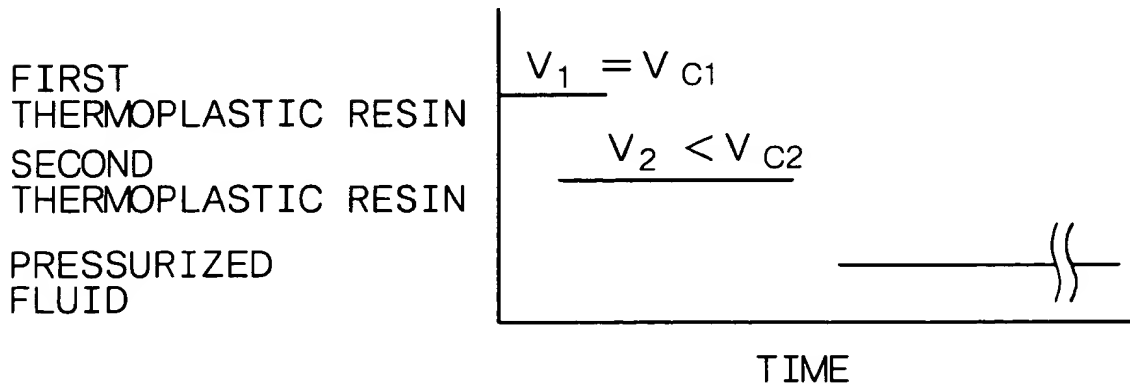 FIRST
THERMOPLASTIC RESIN
V1 = VC1
SECOND
THERMOPLASTIC RESIN
V2 < VC2
PRESSURIZED
FLUID
TIME